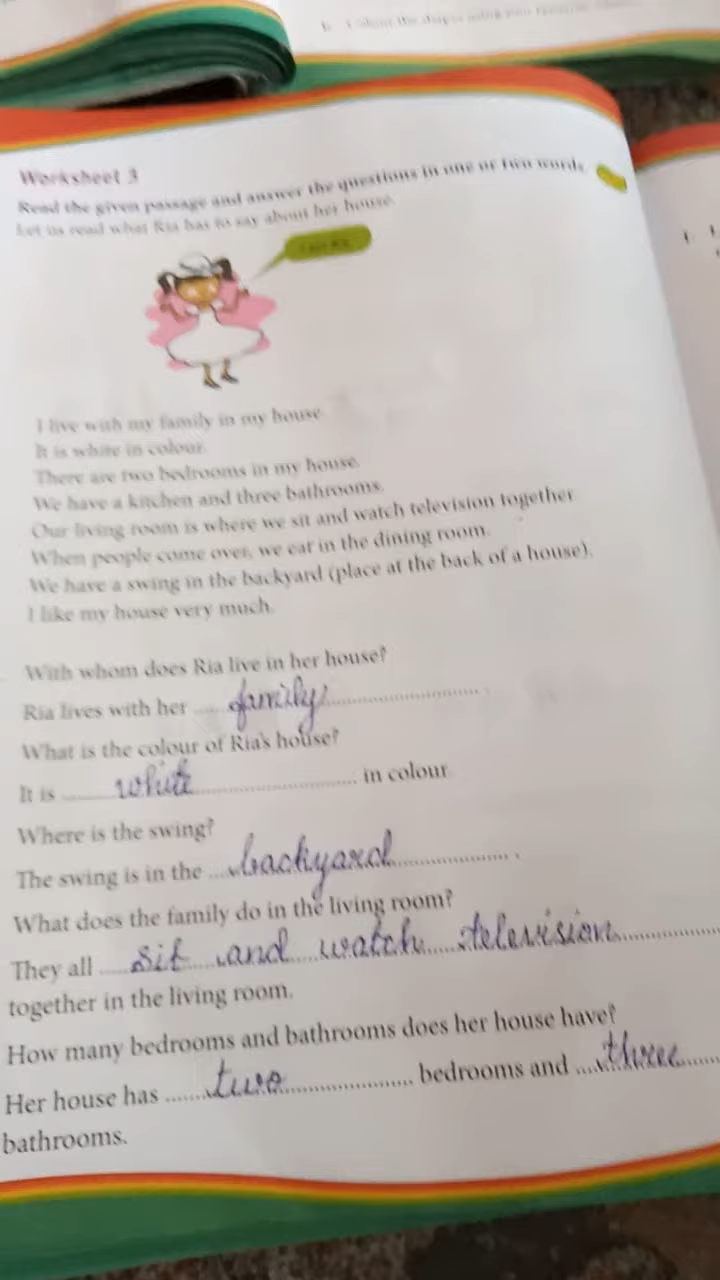 Worksheet 3
Read the given passage and answer the questions in one or two words
Let us read what Ria has to say about her house.
I live with my family in my house
It is white in colour.
There are two bedrooms in my house.
We have a kitchen and three bathrooms.
Our living room is where we sit and watch television together
When people come over, we eat in the dining room.
We have a swing in the backyard (place at the back of a house).
I like my house very much.
With whom does Ria live in her house?
Ria lives with her family.
What is the colour of Ria's house?
It is white in colour
Where is the swing?
The swing is in the backyard.
What does the family do in the living room?
They all sit and watch television
together in the living room.
How many bedrooms and bathrooms does her house have?
Her house has two bedrooms and three
bathrooms.